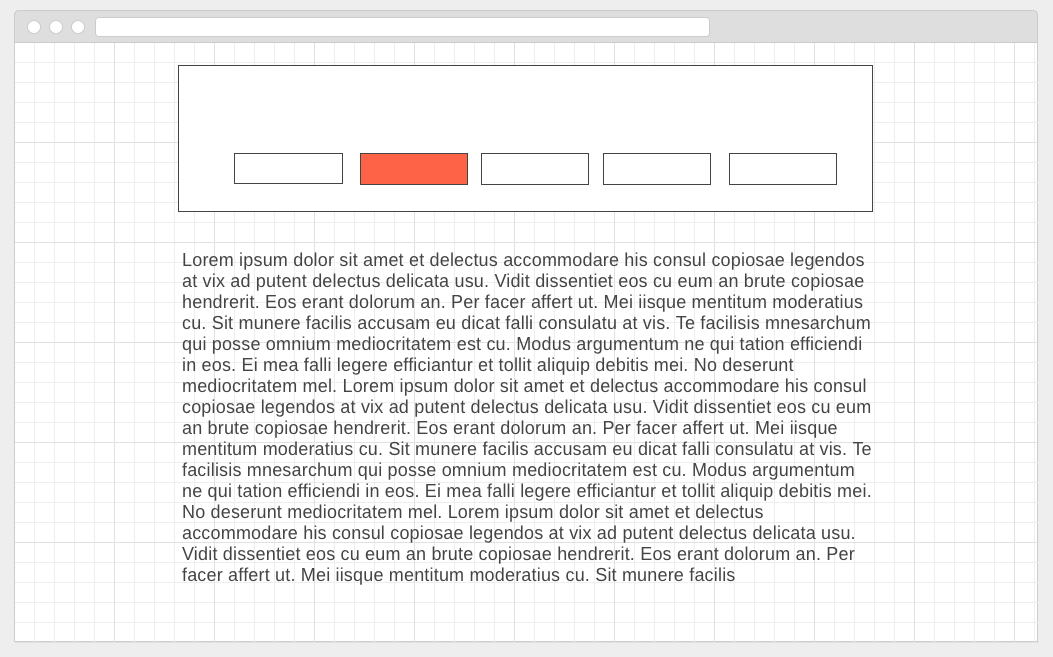 Lorem ipsum dolor sit amet et delectus accommodare his consul copiosae legendos
at vix ad putent delectus delicata usu. Vidit dissentiet eos cu eum an brute copiosae
hendrerit. Eos erant dolorum an. Per facer affert ut. Mei iisque mentitum moderatius
cu. Sit munere facilis accusam eu dicat falli consulatu at vis. Te facilisis mnesarchum
qui posse omnium mediocritatem est cu. Modus argumentum ne qui tation efficiendi
in eos. Ei mea falli legere efficiantur et tollit aliquip debitis mei. No deserunt
mediocritatem mel. Lorem ipsum dolor sit amet et delectus accommodare his consul
copiosae legendos at vix ad putent delectus delicata usu. Vidit dissentiet eos cu eum
an brute copiosae hendrerit. Eos erant dolorum an. Per facer affert ut. Mei iisque
mentitum moderatius cu. Sit munere facilis accusam eu dicat falli consulatu at vis. Te
facilisis mnesarchum qui posse omnium mediocritatem est cu. Modus argumentum
ne qui tation efficiendi in eos. Ei mea falli legere efficiantur et tollit aliquip debitis mei.
No deserunt mediocritatem mel. Lorem ipsum dolor sit amet et delectus
accommodare his consul copiosae legendos at vix ad putent delectus delicata usu.
Vidit dissentiet eos cu eum an brute copiosae hendrerit. Eos erant dolorum an. Per
facer affert ut. Mei iisque mentitum moderatius cu. Sit munere facilis